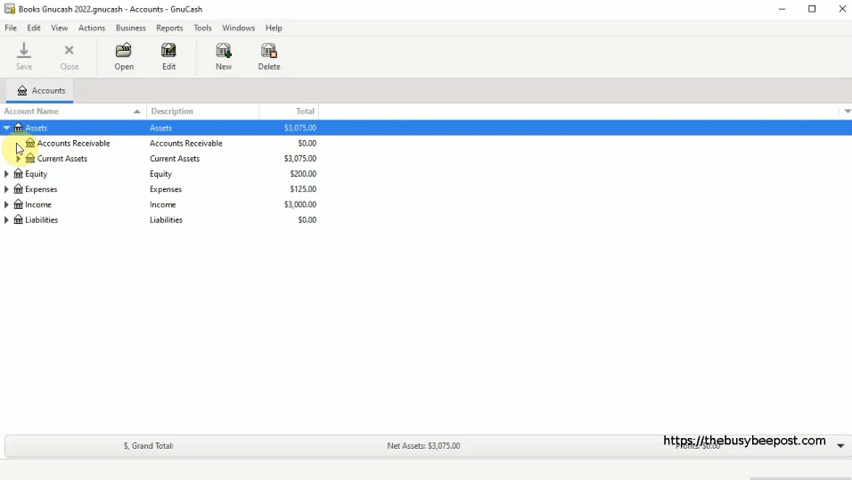 Books Gnucash 2022.gnucash - Accounts - GnuCash
File Edit View Actions Business Reports Tools Windows Help
Save Close Open Edit New Delete
Accounts
Account Name Description Total
Assets Assets $3,075.00
Accounts Receivable Accounts Receivable $0.00
Current Assets Current Assets $3,075.00
Equity Equity $200.00
Expenses Expenses $125.00
Income Income $3,000.00
Liabilities Liabilities $0.00
$, Grand Total: Net Assets: $3,075.00 Profits: $0.00
https://thebusybeepost.com